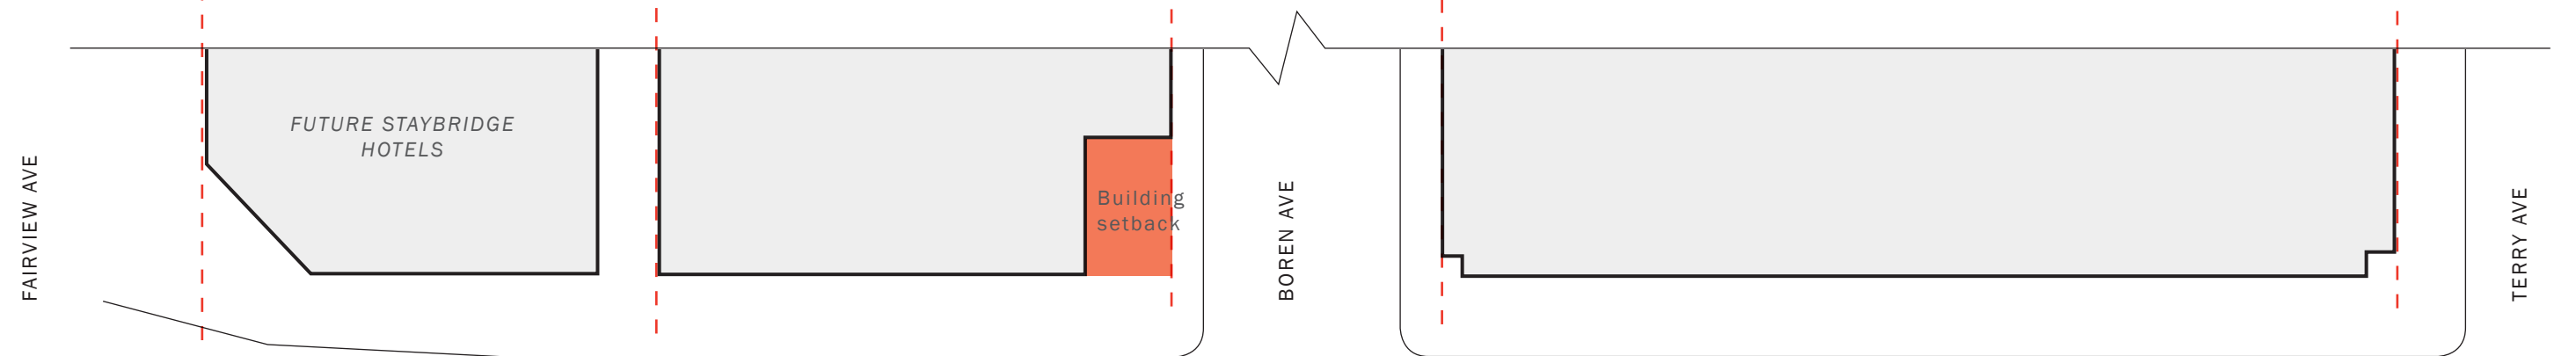 FAIRVIEW AVE
FUTURE STAYBRIDGE
HOTELS
Building
setback
BOREN AVE
TERRY AVE